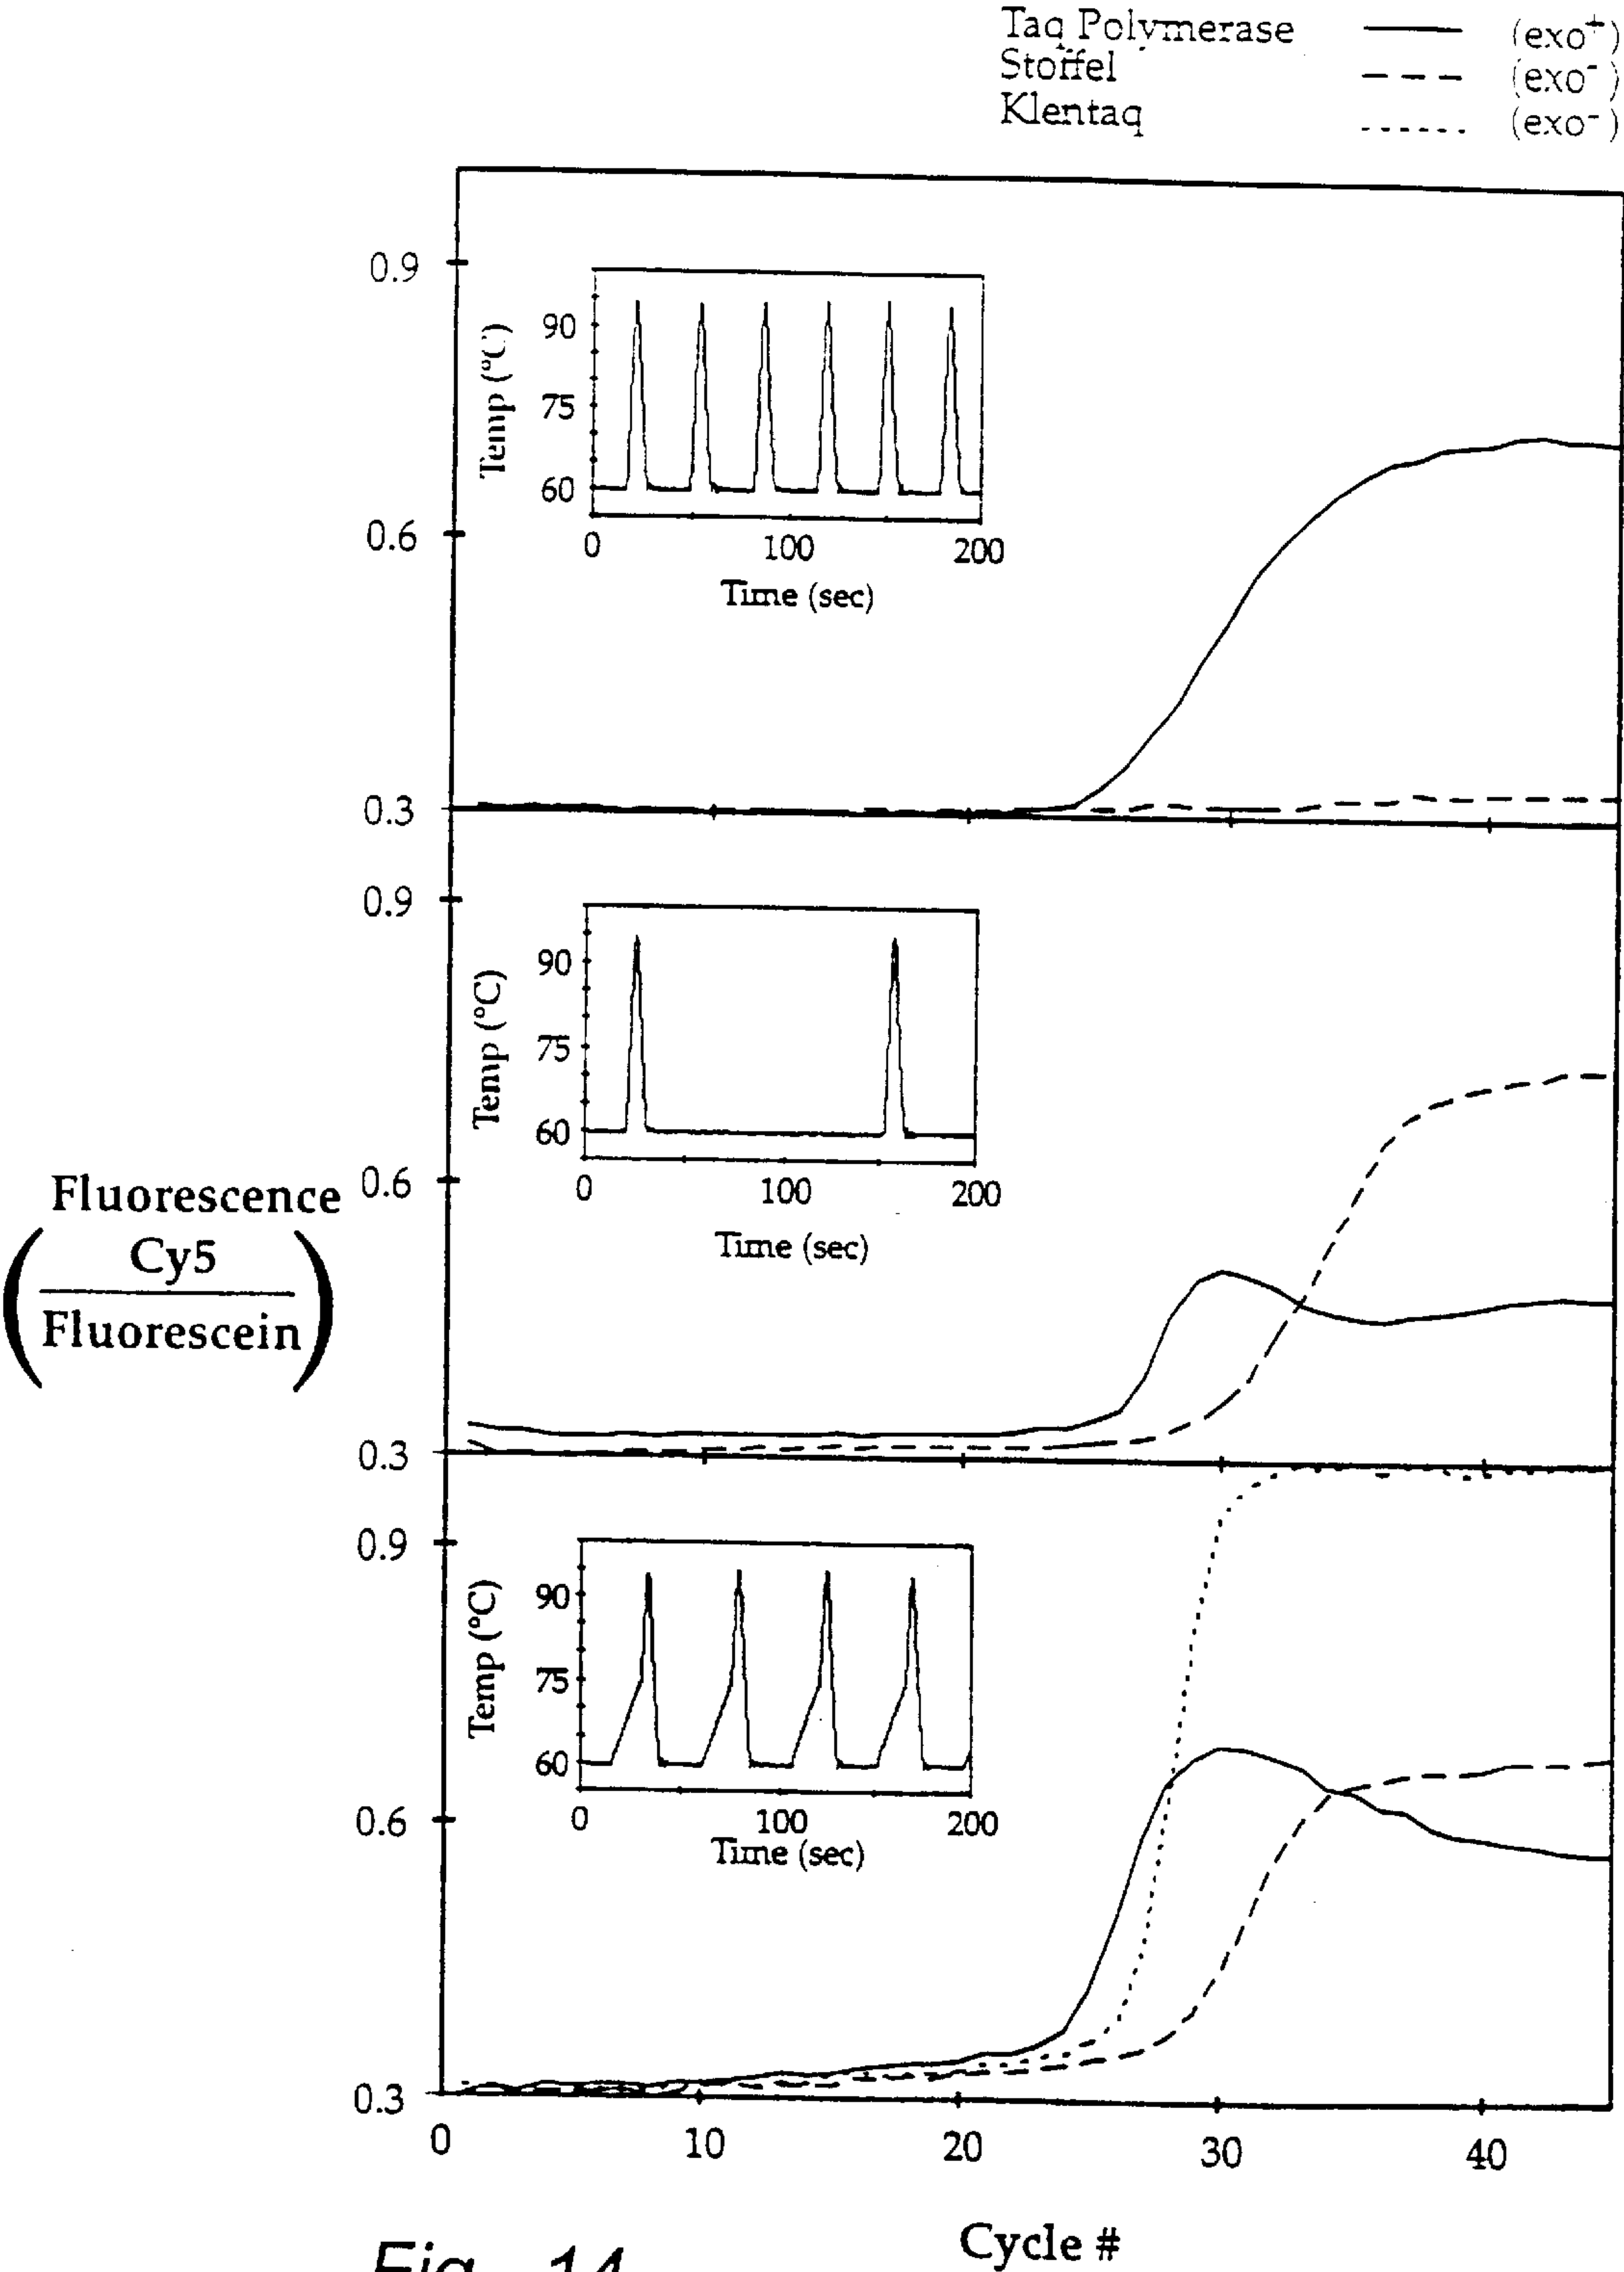 Taq Polymerase (exo+)
Stoffel (exo-)
Klentaq (exo-)
0.9
0.6
0.3
Temp (°C)
90
75
60
0 100 200
Time (sec)
0.9
0.6
0.3
Temp (°C)
90
75
60
0 100 200
Time (sec)
Fluorescence
Cy5
Fluorescein
0.9
0.6
0.3
Temp (°C)
90
75
60
0 100 200
Time (sec)
0 10 20 30 40
Cycle #
Fig. 14